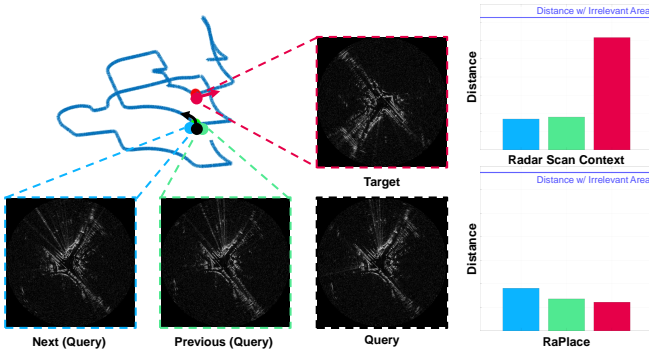 Distance w/ Irrelevant Area
Distance
Radar Scan Context
Target
Distance w/ Irrelevant Area
Distance
RaPlace
Next (Query)
Previous (Query)
Query